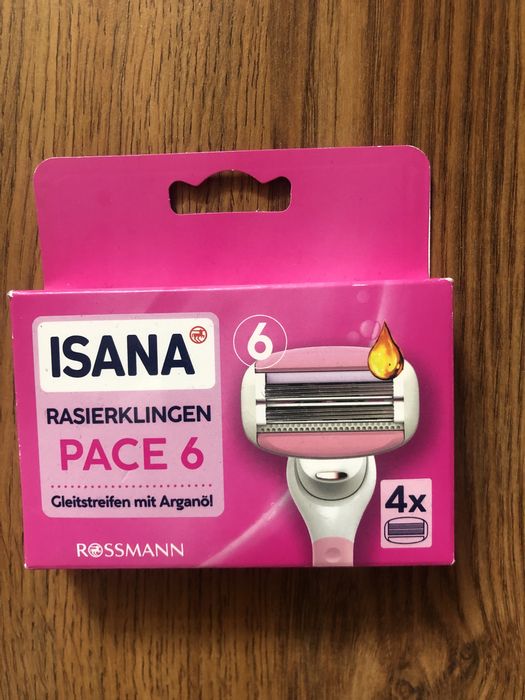 ISANA
RASIERKLINGEN
PACE 6
Gleitstreifen mit Arganöl
ROSSMANN
6
4x